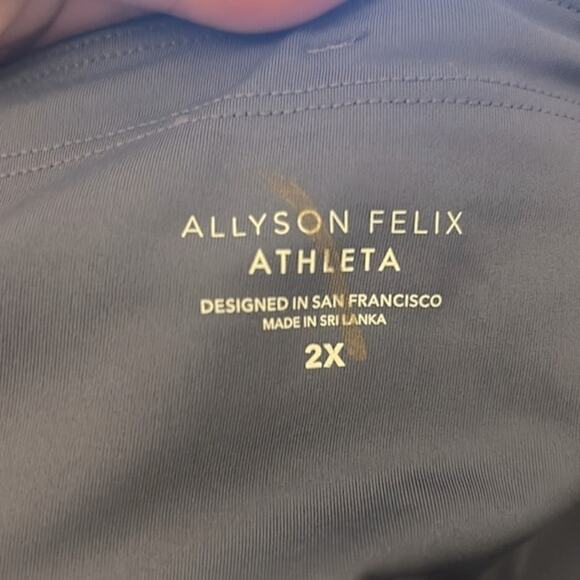 ALLYSON FELIX
ATHLETA
DESIGNED IN SAN FRANCISCO
MADE IN SRI LANKA
2X